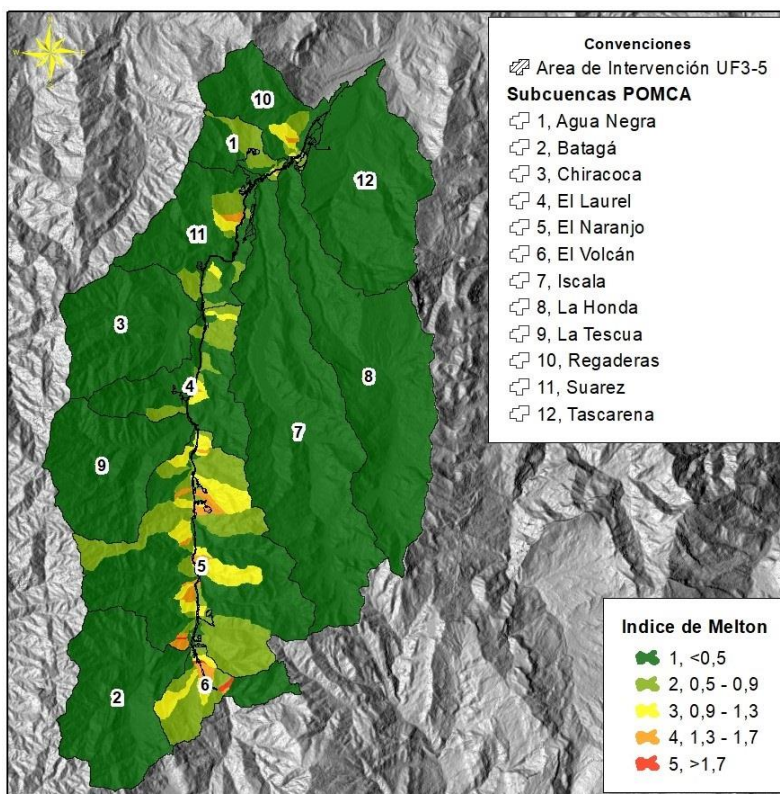 Convenciones
Area de Intervención UF3-5
Subcuencas POMCA
1, Agua Negra
2, Batagá
3, Chiracoca
4, El Laurel
5, El Naranjo
6, El Volcán
7, Iscala
8, La Honda
9, La Tescua
10, Regaderas
11, Suarez
12, Tascarena
10
1
12
11
3
4
8
7
9
5
6
2
Indice de Melton
1, <0,5
2, 0,5 - 0,9
3, 0,9 - 1,3
4, 1,3 - 1,7
5, >1,7